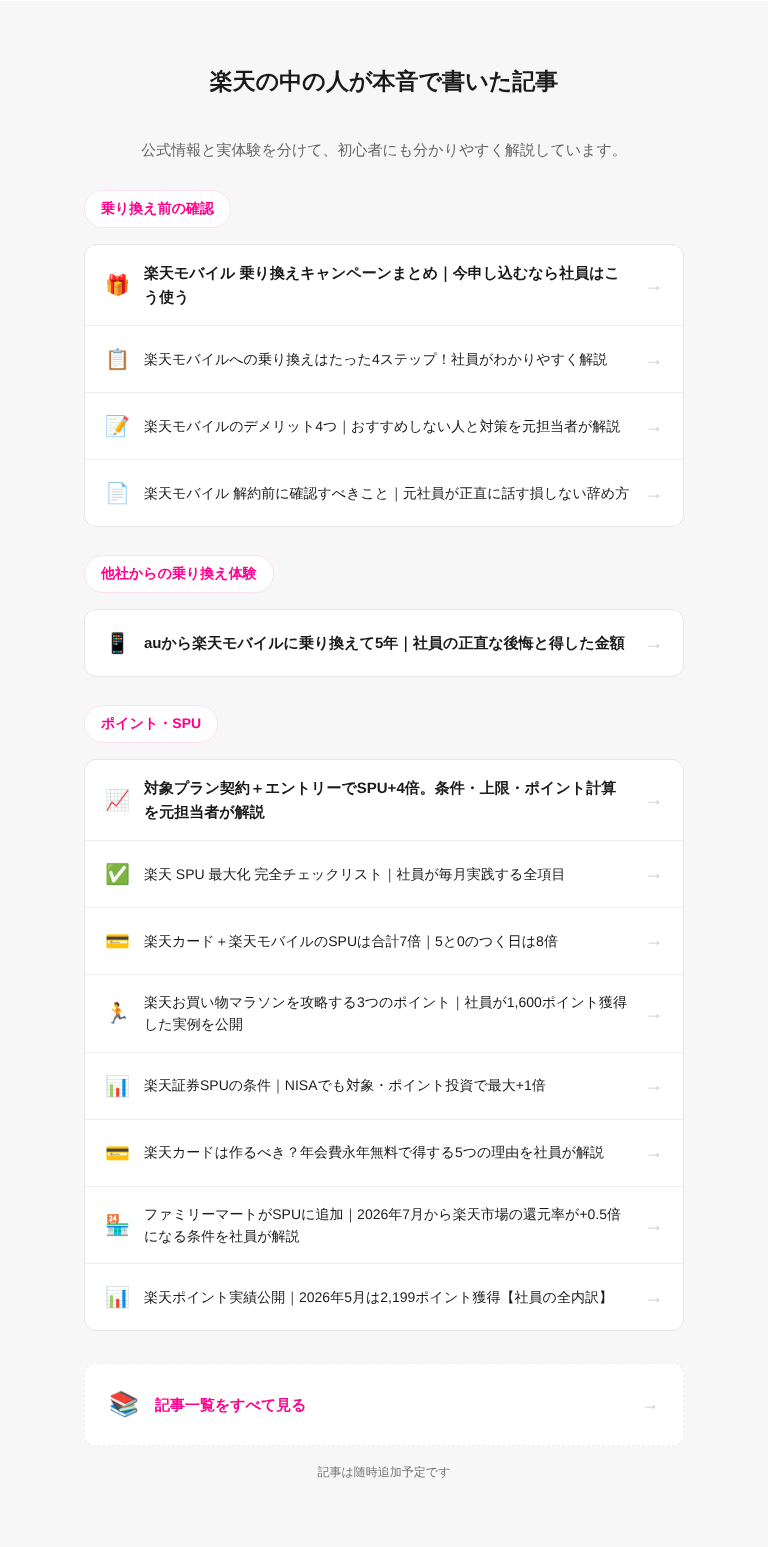 楽天の中の人が本音で書いた記事
公式情報と実体験を分けて、初心者にも分かりやすく解説しています。
乗り換え前の確認
楽天モバイル 乗り換えキャンペーンまとめ｜今申し込むなら社員はこ
う使う
→
楽天モバイルへの乗り換えはたった4ステップ！社員がわかりやすく解説
→
楽天モバイルのデメリット4つ｜おすすめしない人と対策を元担当者が解説
→
楽天モバイル 解約前に確認すべきこと｜元社員が正直に話す損しない辞め方
→
他社からの乗り換え体験
auから楽天モバイルに乗り換えて5年｜社員の正直な後悔と得した金額
→
ポイント・SPU
対象プラン契約＋エントリーでSPU+4倍。条件・上限・ポイント計算
を元担当者が解説
→
楽天 SPU 最大化 完全チェックリスト｜社員が毎月実践する全項目
→
楽天カード＋楽天モバイルのSPUは合計7倍｜5と0のつく日は8倍
→
楽天お買い物マラソンを攻略する3つのポイント｜社員が1,600ポイント獲得
した実例を公開
→
楽天証券SPUの条件｜NISAでも対象・ポイント投資で最大+1倍
→
楽天カードは作るべき？年会費永年無料で得する5つの理由を社員が解説
→
ファミリーマートがSPUに追加｜2026年7月から楽天市場の還元率が+0.5倍
になる条件を社員が解説
→
楽天ポイント実績公開｜2026年5月は2,199ポイント獲得【社員の全内訳】
→
記事一覧をすべて見る
→
記事は随時追加予定です